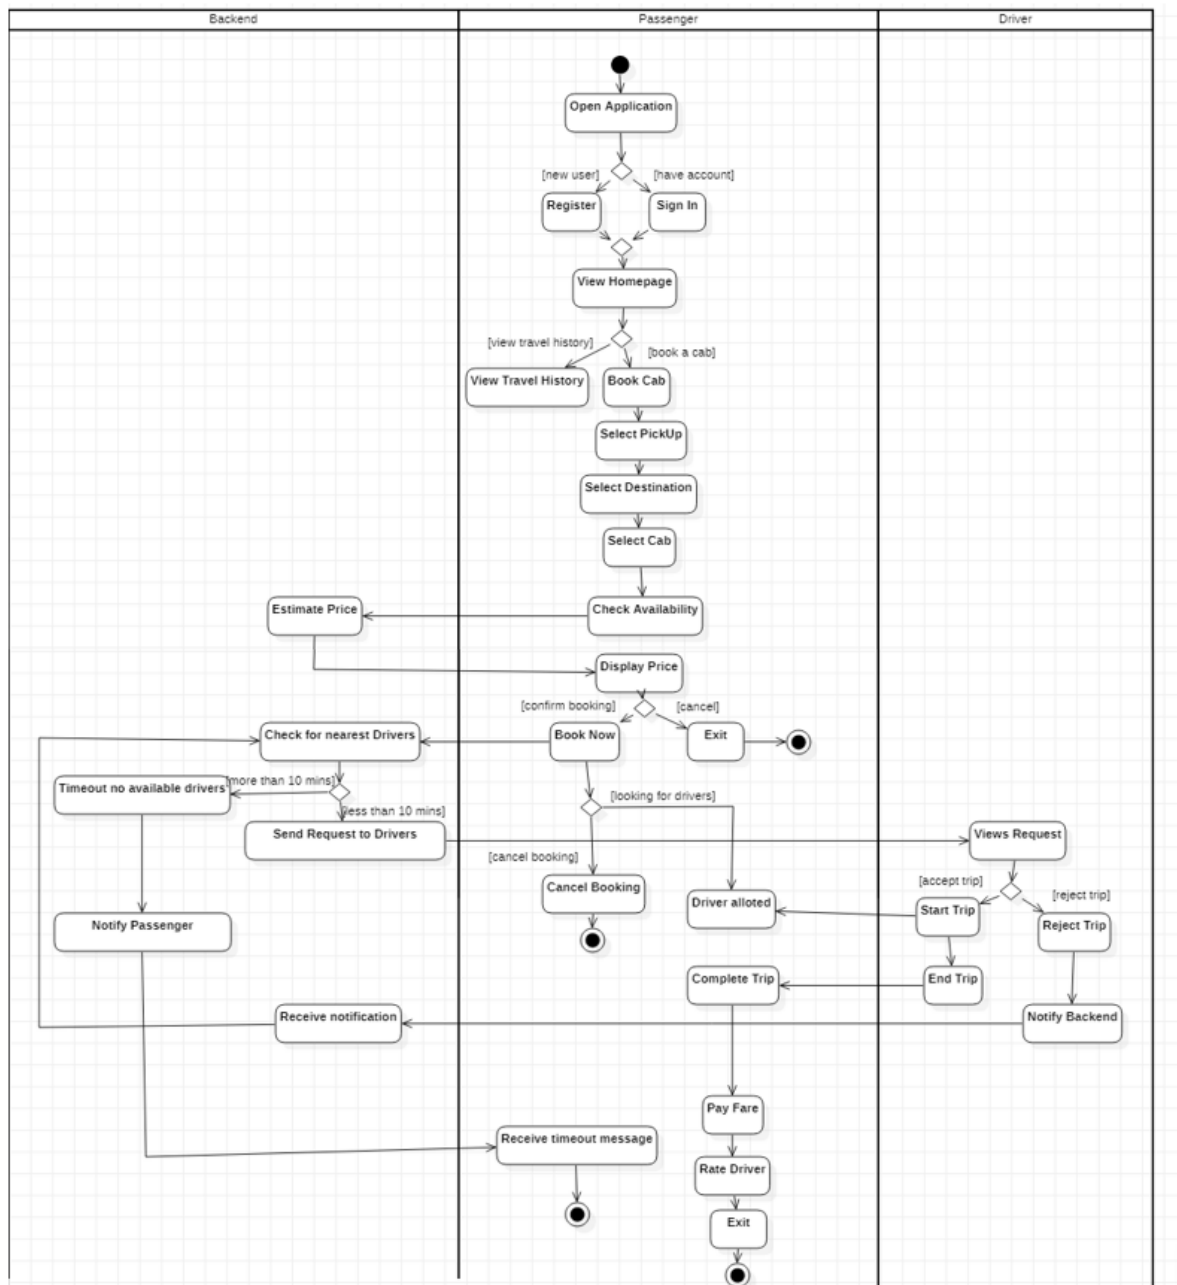 Backend
Passenger
Driver
Open Application
[new user]
[have account]
Register
Sign In
View Homepage
[view travel history]
[book a cab]
View Travel History
Book Cab
Select PickUp
Select Destination
Select Cab
Estimate Price
Check Availability
Display Price
[confirm booking]
[cancel]
Check for nearest Drivers
Book Now
Exit
[more than 10 mins]
Timeout no available drivers
[looking for drivers]
[less than 10 mins]
Send Request to Drivers
Views Request
[cancel booking]
[accept trip]
[reject trip]
Cancel Booking
Driver alloted
Start Trip
Reject Trip
Notify Passenger
Complete Trip
End Trip
Receive notification
Notify Backend
Pay Fare
Receive timeout message
Rate Driver
Exit